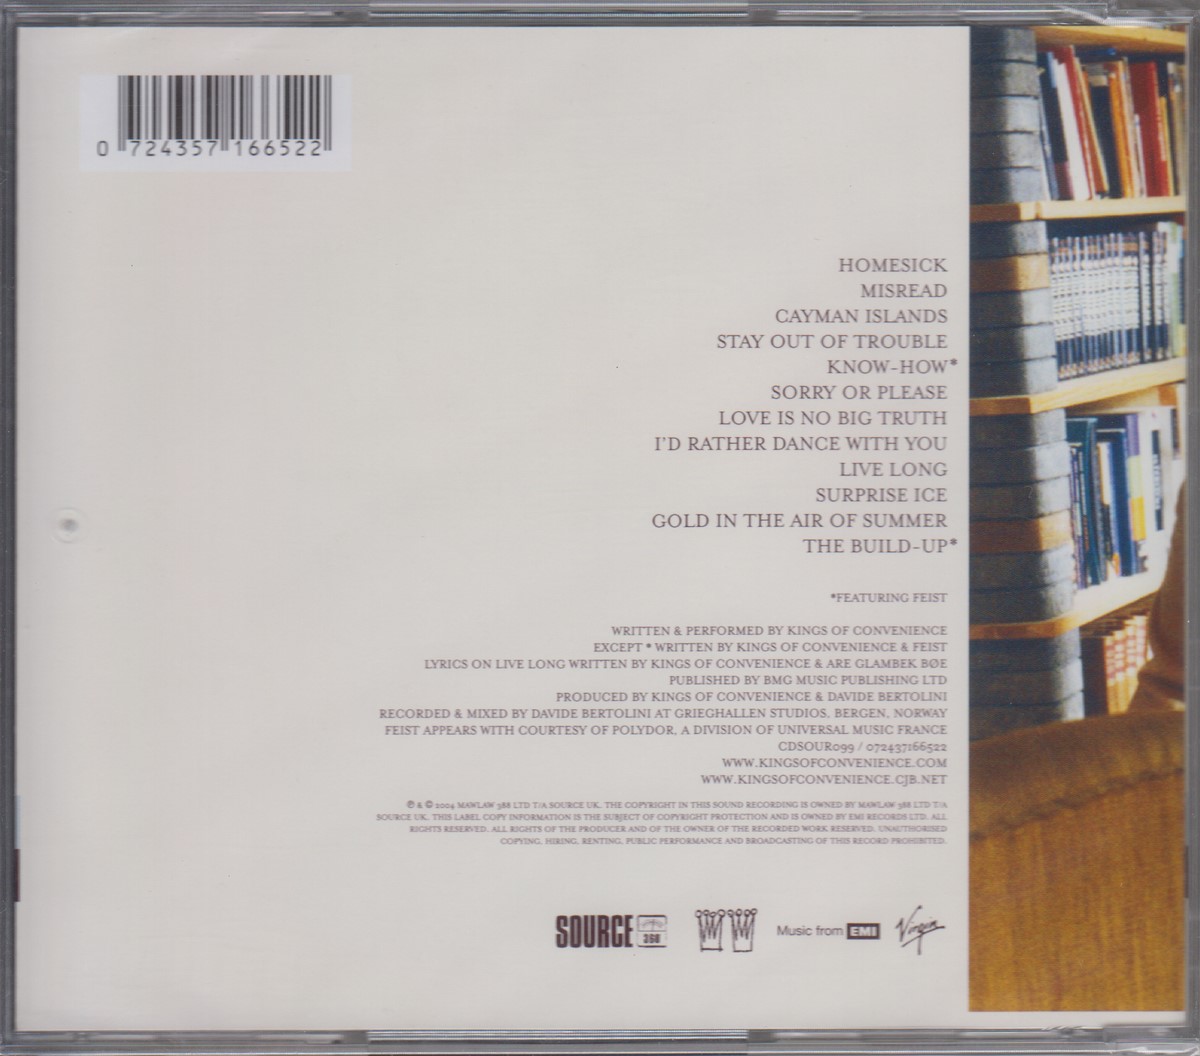 0 724357 166522
HOMESICK
MISREAD
CAYMAN ISLANDS
STAY OUT OF TROUBLE
KNOW-HOW*
SORRY OR PLEASE
LOVE IS NO BIG TRUTH
I'D RATHER DANCE WITH YOU
LIVE LONG
SURPRISE ICE
GOLD IN THE AIR OF SUMMER
THE BUILD-UP*
*FEATURING FEIST
WRITTEN & PERFORMED BY KINGS OF CONVENIENCE
EXCEPT * WRITTEN BY KINGS OF CONVENIENCE & FEIST
LYRICS ON LIVE LONG WRITTEN BY KINGS OF CONVENIENCE & ARE GLAMBEK BØE
PUBLISHED BY BMG MUSIC PUBLISHING LTD
PRODUCED BY KINGS OF CONVENIENCE & DAVIDE BERTOLINI
RECORDED & MIXED BY DAVIDE BERTOLINI AT GRIEGHALLEN STUDIOS, BERGEN, NORWAY
FEIST APPEARS WITH COURTESY OF POLYDOR, A DIVISION OF UNIVERSAL MUSIC FRANCE
CDSOUR099 / 072437166522
WWW.KINGSOFCONVENIENCE.COM
WWW.KINGSOFCONVENIENCE.CJB.NET
℗ & © 2004 MAWLAW 388 LTD T/A SOURCE UK. THE COPYRIGHT IN THIS SOUND RECORDING IS OWNED BY MAWLAW 388 LTD T/A
SOURCE UK. THIS LABEL COPY INFORMATION IS THE SUBJECT OF COPYRIGHT PROTECTION AND IS OWNED BY EMI RECORDS LTD. ALL
RIGHTS RESERVED. ALL RIGHTS OF THE PRODUCER AND OF THE OWNER OF THE RECORDED WORK RESERVED. UNAUTHORISED
COPYING, HIRING, RENTING, PUBLIC PERFORMANCE AND BROADCASTING OF THIS RECORD PROHIBITED.
SOURCE 360 Music from EMI Virgin